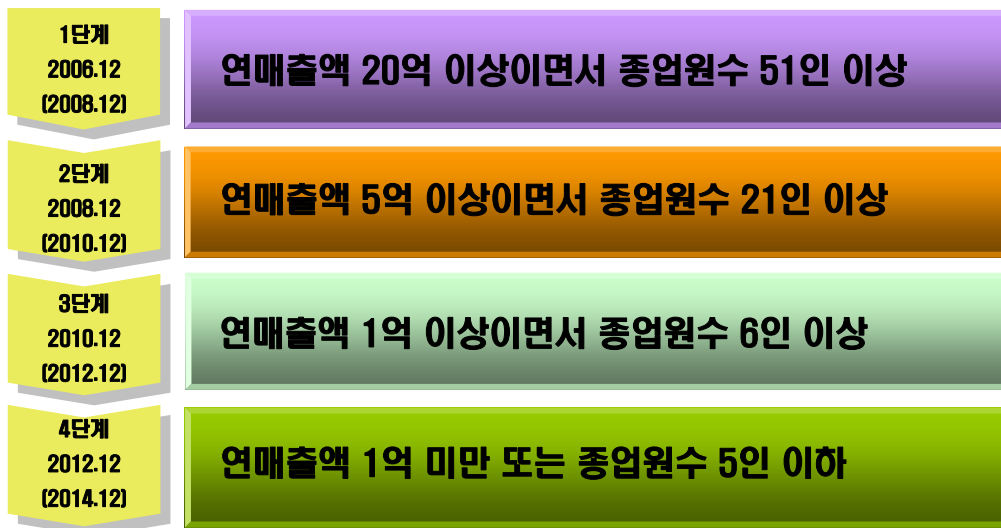 1단계
2006.12
(2008.12)
연매출액 20억 이상이면서 종업원수 51인 이상
2단계
2008.12
(2010.12)
연매출액 5억 이상이면서 종업원수 21인 이상
3단계
2010.12
(2012.12)
연매출액 1억 이상이면서 종업원수 6인 이상
4단계
2012.12
(2014.12)
연매출액 1억 미만 또는 종업원수 5인 이하